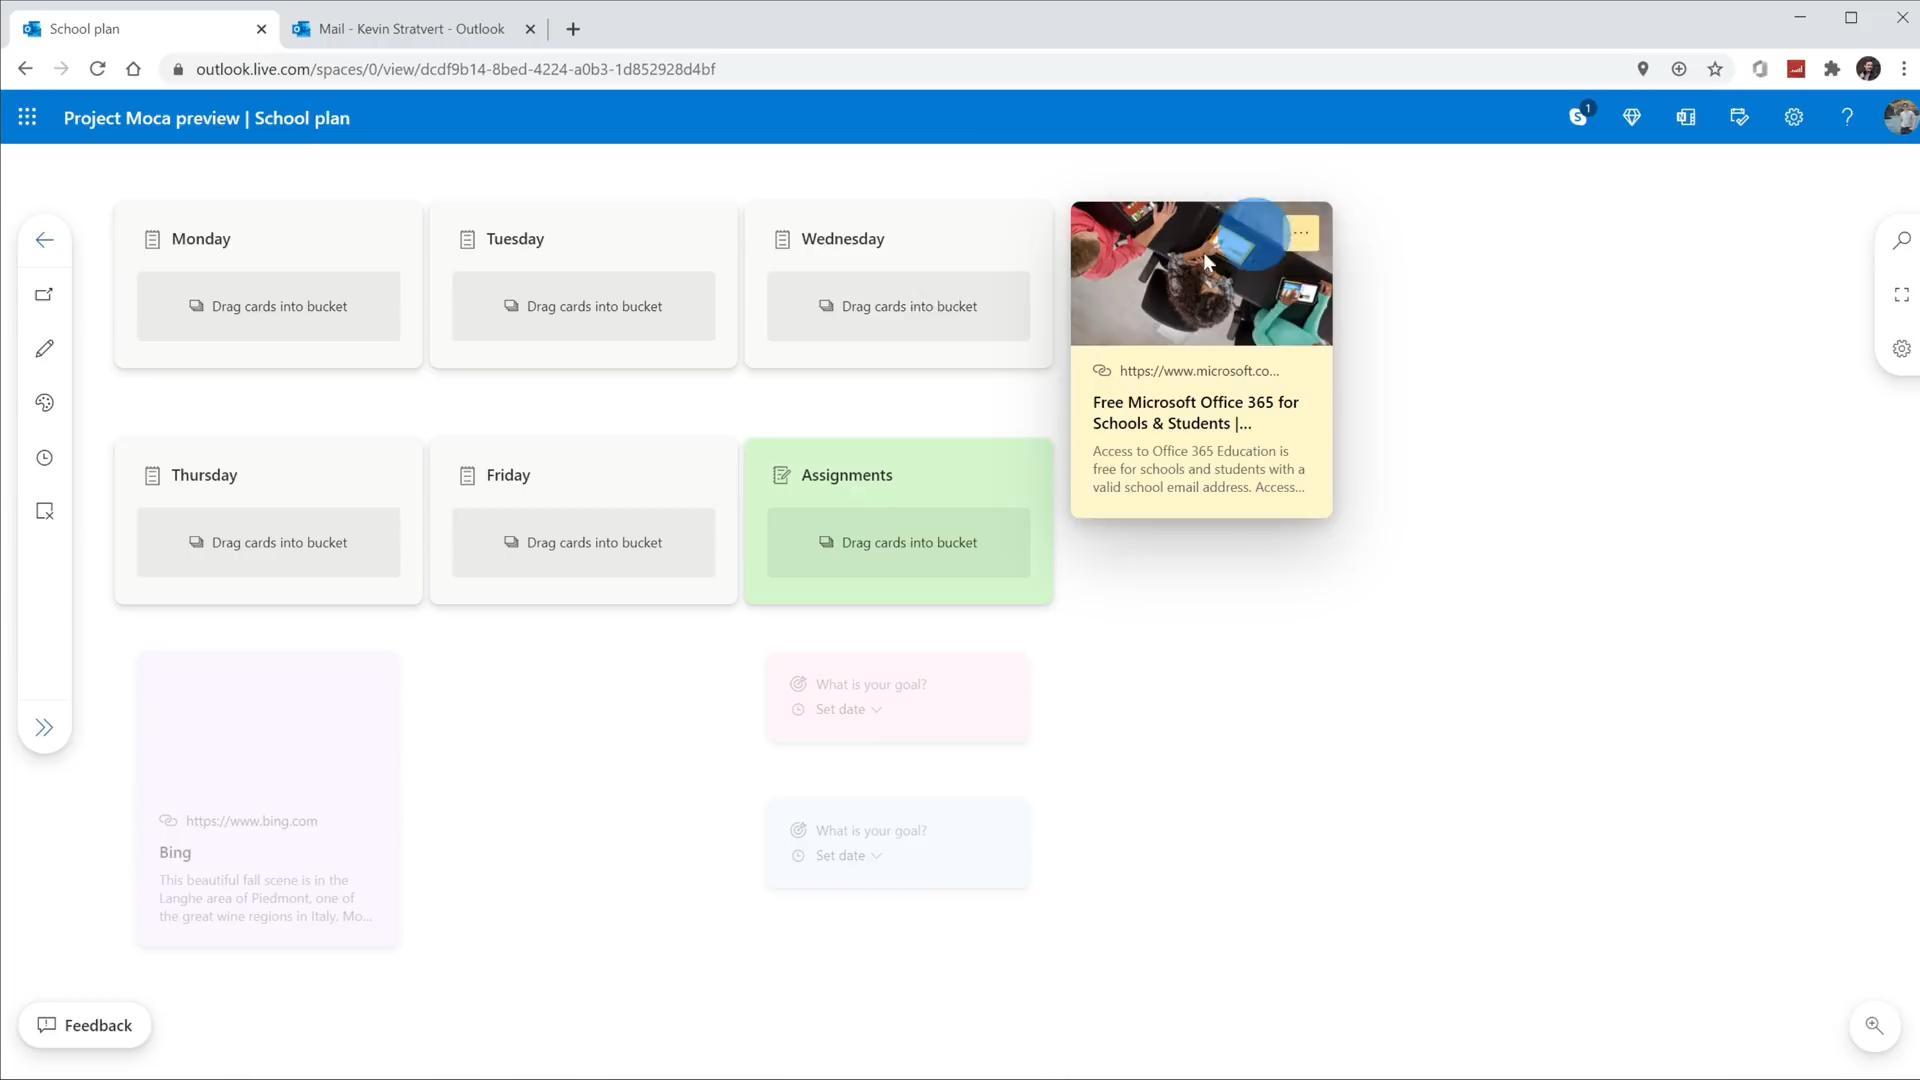 School plan
Mail - Kevin Stratvert - Outlook
outlook.live.com/spaces/0/view/dcdf9b14-8bed-4224-a0b3-1d852928d4bf
Project Moca preview | School plan
1
Monday
Drag cards into bucket
Tuesday
Drag cards into bucket
Wednesday
Drag cards into bucket
https://www.microsoft.co...
Free Microsoft Office 365 for
Schools & Students |...
Access to Office 365 Education is
free for schools and students with a
valid school email address. Access...
Thursday
Drag cards into bucket
Friday
Drag cards into bucket
Assignments
Drag cards into bucket
What is your goal?
Set date
What is your goal?
Set date
https://www.bing.com
Bing
This beautiful fall scene is in the
Langhe area of Piedmont, one of
the great wine regions in Italy. Mo...
Feedback